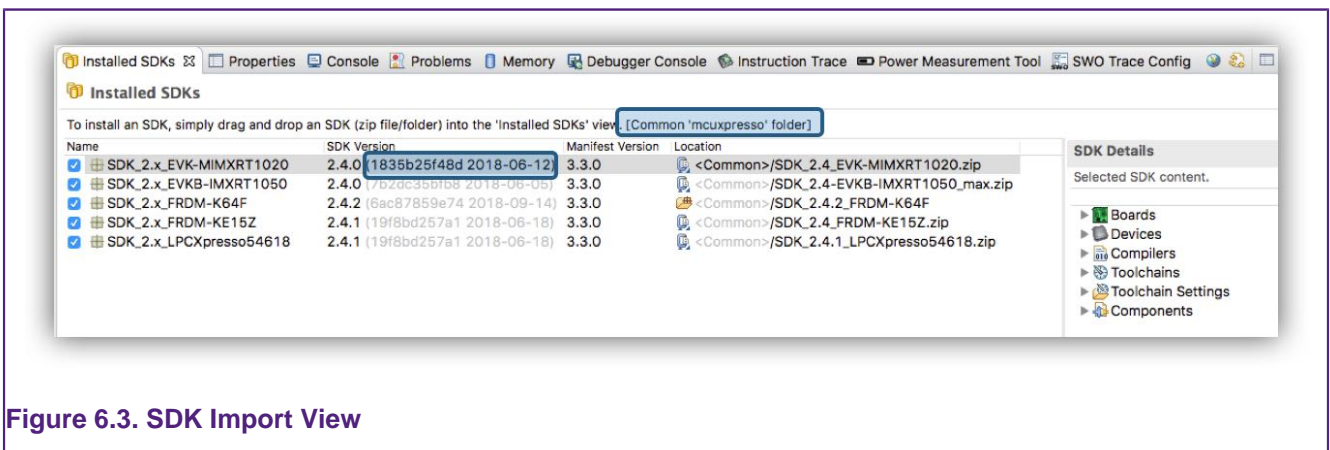 Installed SDKs Properties Console Problems Memory Debugger Console Instruction Trace Power Measurement Tool SWO Trace Config
Installed SDKs
To install an SDK, simply drag and drop an SDK (zip file/folder) into the 'Installed SDKs' view. [Common 'mcuxpresso' folder]
Name SDK Version Manifest Version Location
SDK_2.x_EVK-MIMXRT1020 2.4.0 (1835b25f48d 2018-06-12) 3.3.0 <Common>/SDK_2.4_EVK-MIMXRT1020.zip
SDK_2.x_EVKB-IMXRT1050 2.4.0 (7b2dc35bfb8 2018-06-05) 3.3.0 <Common>/SDK_2.4-EVKB-IMXRT1050_max.zip
SDK_2.x_FRDM-K64F 2.4.2 (6ac87859e74 2018-09-14) 3.3.0 <Common>/SDK_2.4.2_FRDM-K64F
SDK_2.x_FRDM-KE15Z 2.4.1 (19f8bd257a1 2018-06-18) 3.3.0 <Common>/SDK_2.4_FRDM-KE15Z.zip
SDK_2.x_LPCXpresso54618 2.4.1 (19f8bd257a1 2018-06-18) 3.3.0 <Common>/SDK_2.4.1_LPCXpresso54618.zip
SDK Details
Selected SDK content.
Boards
Devices
Compilers
Toolchains
Toolchain Settings
Components
Figure 6.3. SDK Import View